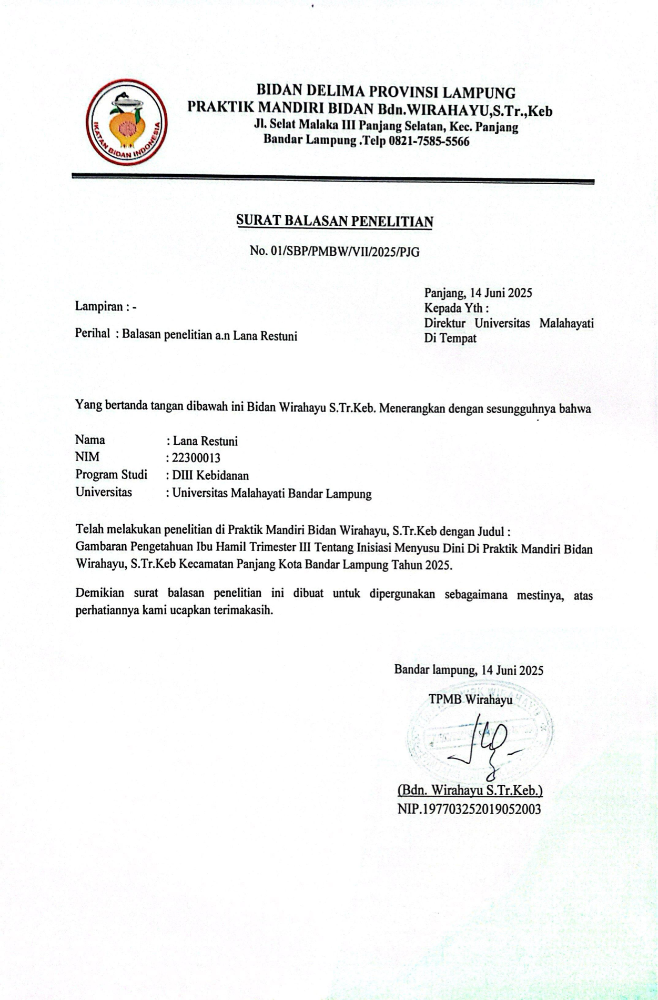 IKATAN BIDAN INDONESIA
BIDAN DELIMA PROVINSI LAMPUNG
PRAKTIK MANDIRI BIDAN Bdn.WIRAHAYU,S.Tr.,Keb
Jl. Selat Malaka III Panjang Selatan, Kec. Panjang
Bandar Lampung .Telp 0821-7585-5566
SURAT BALASAN PENELITIAN
No. 01/SBP/PMBW/VII/2025/PJG
Panjang, 14 Juni 2025
Kepada Yth :
Direktur Universitas Malahayati
Di Tempat
Lampiran : -
Perihal : Balasan penelitian a.n Lana Restuni
Yang bertanda tangan dibawah ini Bidan Wirahayu S.Tr.Keb. Menerangkan dengan sesungguhnya bahwa
Nama : Lana Restuni
NIM : 22300013
Program Studi : DIII Kebidanan
Universitas : Universitas Malahayati Bandar Lampung
Telah melakukan penelitian di Praktik Mandiri Bidan Wirahayu, S.Tr.Keb dengan Judul :
Gambaran Pengetahuan Ibu Hamil Trimester III Tentang Inisiasi Menyusu Dini Di Praktik Mandiri Bidan
Wirahayu, S.Tr.Keb Kecamatan Panjang Kota Bandar Lampung Tahun 2025.
Demikian surat balasan penelitian ini dibuat untuk dipergunakan sebagaimana mestinya, atas
perhatiannya kami ucapkan terimakasih.
Bandar lampung, 14 Juni 2025
TPMB Wirahayu
WIRAHAYU
(Bdn. Wirahayu S.Tr.Keb.)
NIP.197703252019052003